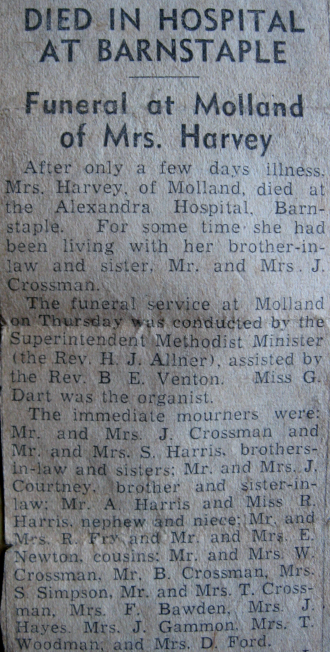 DIED IN HOSPITAL
AT BARNSTAPLE
Funeral at Molland
of Mrs. Harvey
After only a few days illness.
Mrs. Harvey, of Molland, died at
the Alexandra Hospital, Barn-
staple. For some time she had
been living with her brother-in-
law and sister, Mr. and Mrs. J.
Crossman.
The funeral service at Molland
on Thursday was conducted by the
Superintendent Methodist Minister
(the Rev. H. J. Allner), assisted by
the Rev. B E. Venton. Miss G.
Dart was the organist.
The immediate mourners were:
Mr. and Mrs. J. Crossman and
Mr. and Mrs. S. Harris, brothers-
in-law and sisters; Mr. and Mrs. J.
Courtney, brother and sister-in-
law; Mr. A. Harris and Miss R.
Harris, nephew and niece; Mr. and
Mrs. R. Fry and Mr. and Mrs. E.
Newton, cousins; Mr. and Mrs. W.
Crossman, Mr. B. Crossman, Mrs.
S. Simpson, Mr. and Mrs. T. Cross-
man, Mrs. F. Bawden, Mrs. J.
Hayes, Mrs. J. Gammon, Mrs. T.
Woodman, and Mrs. D. Ford.